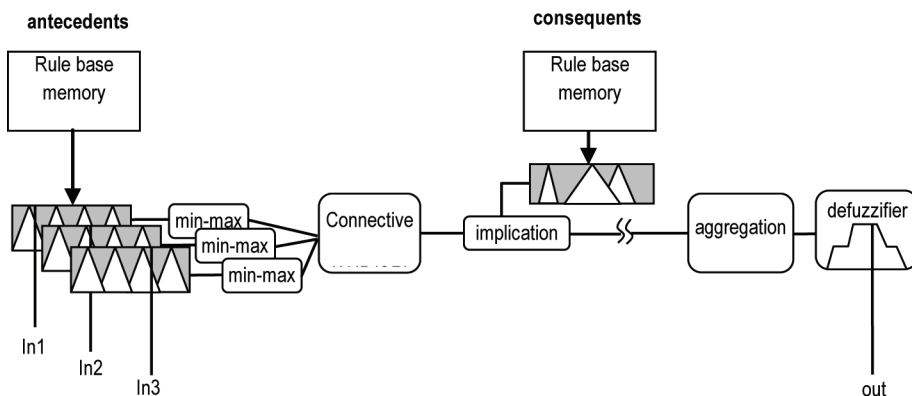 antecedents
consequents
Rule base
memory
Rule base
memory
min-max
min-max
min-max
Connective
implication
aggregation
defuzzifier
In1
In2
In3
out